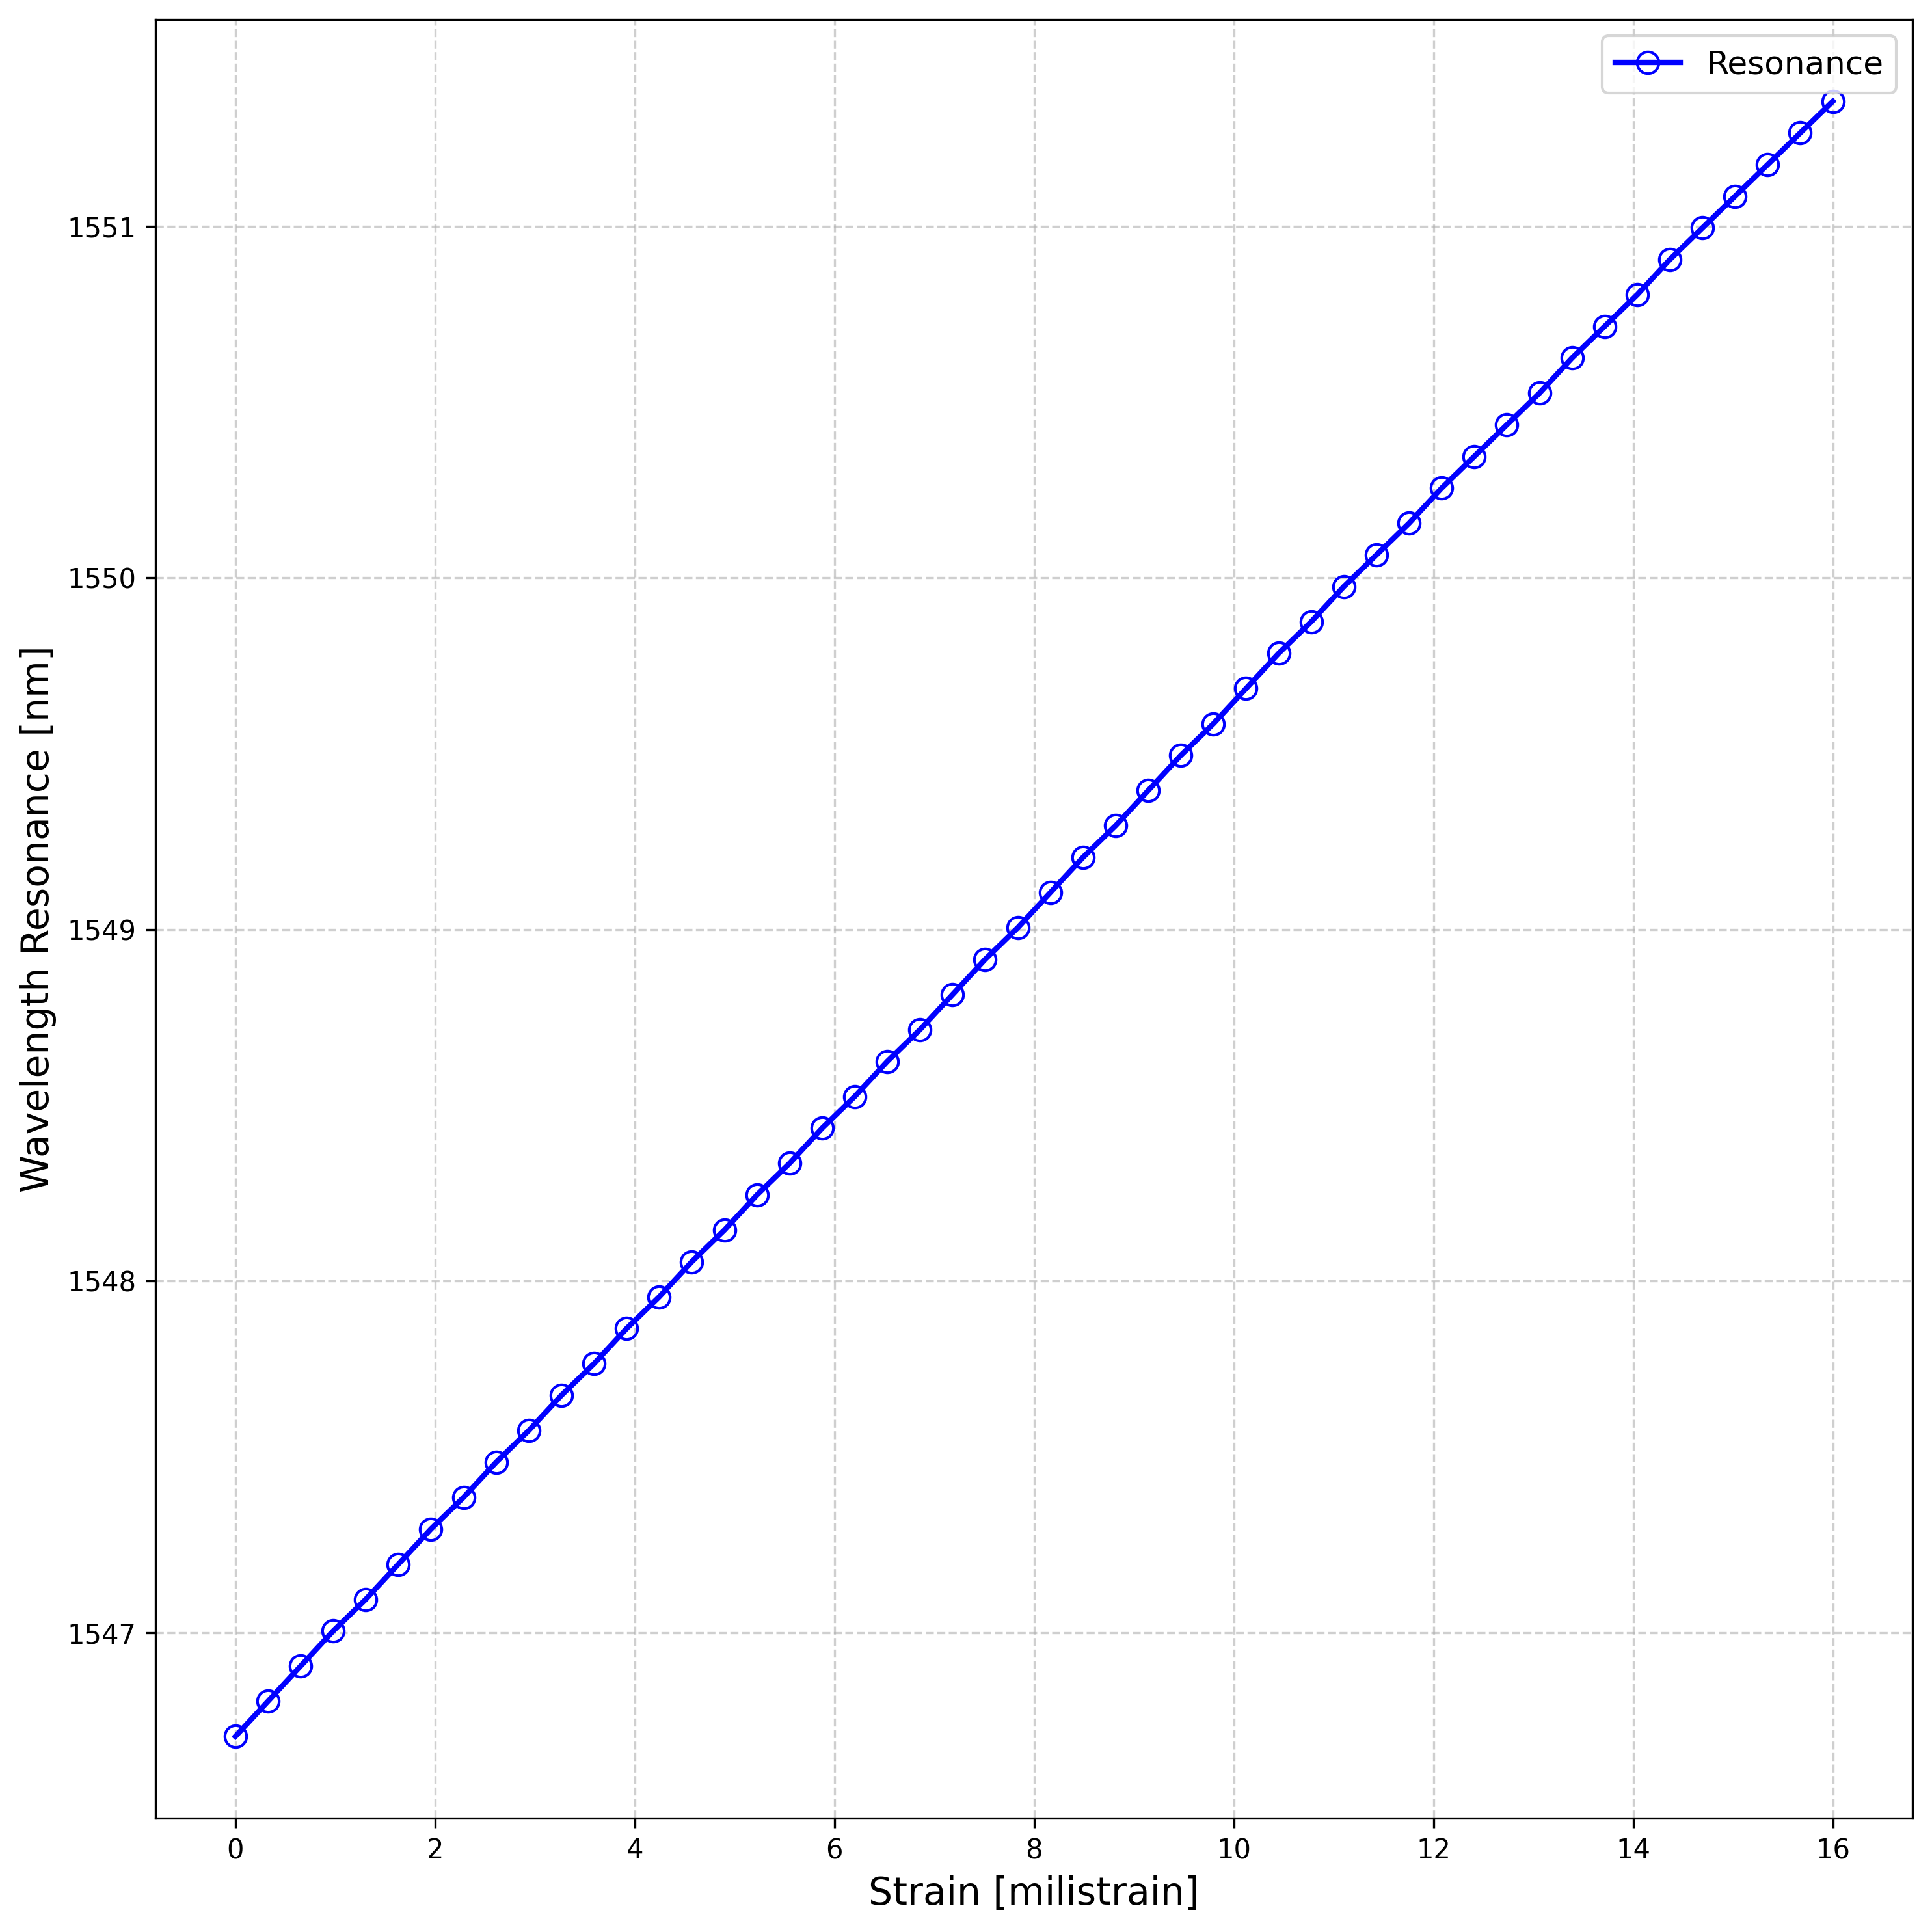 Resonance
1551
1550
1549
1548
1547
Wavelength Resonance [nm]
0 2 4 6 8 10 12 14 16
Strain [milistrain]